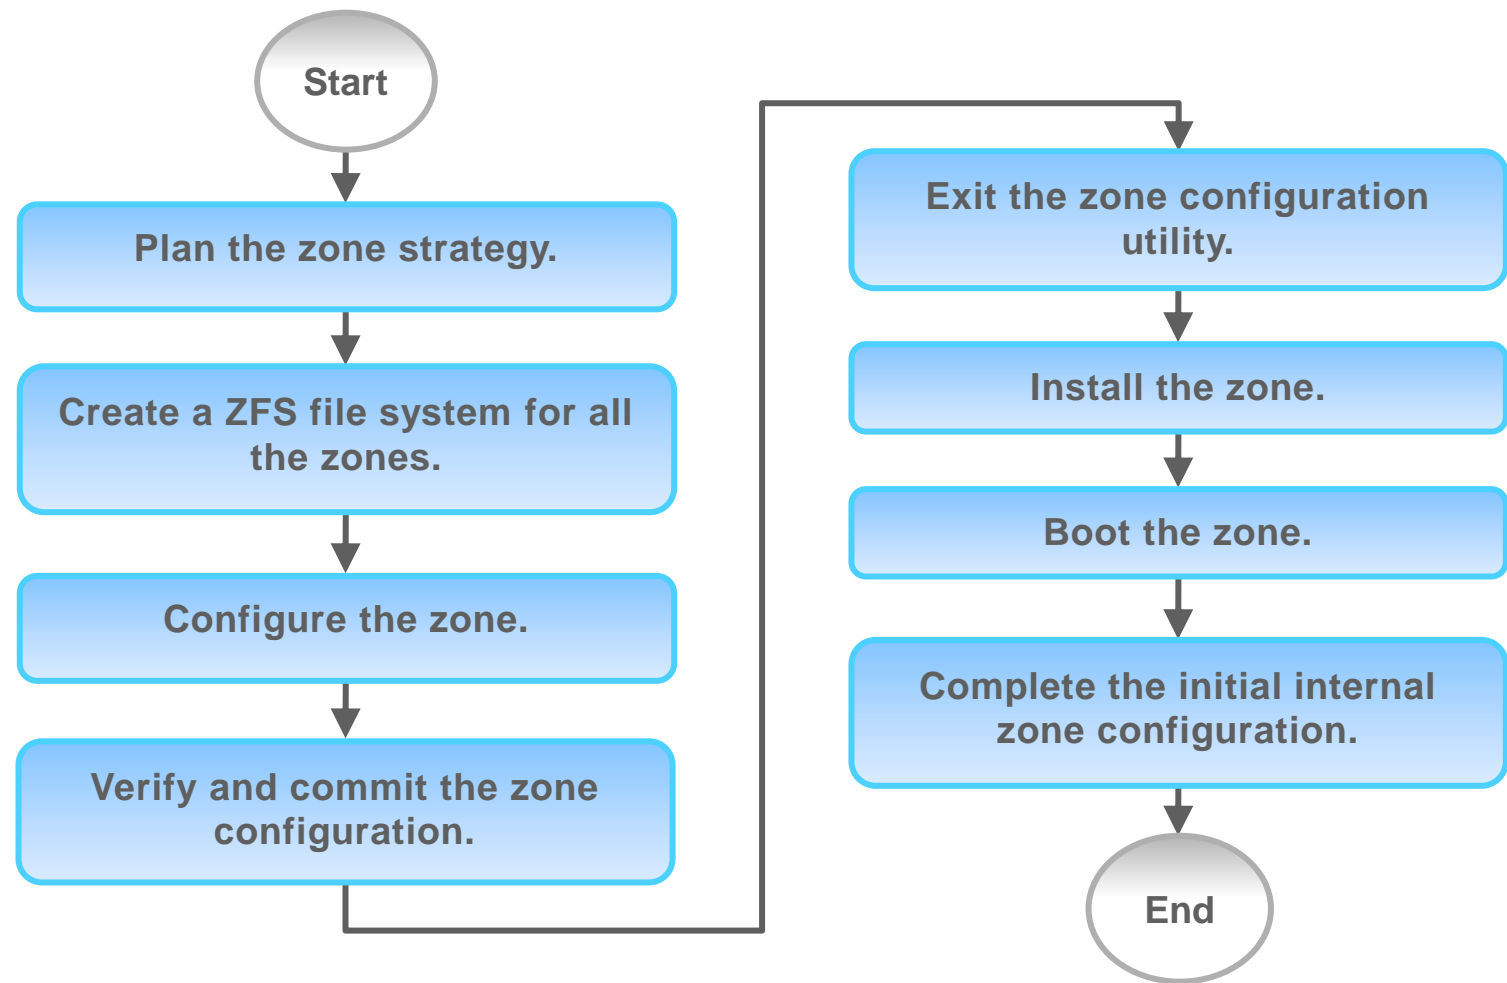 Start
Plan the zone strategy.
Create a ZFS file system for all
the zones.
Configure the zone.
Verify and commit the zone
configuration.
Exit the zone configuration
utility.
Install the zone.
Boot the zone.
Complete the initial internal
zone configuration.
End